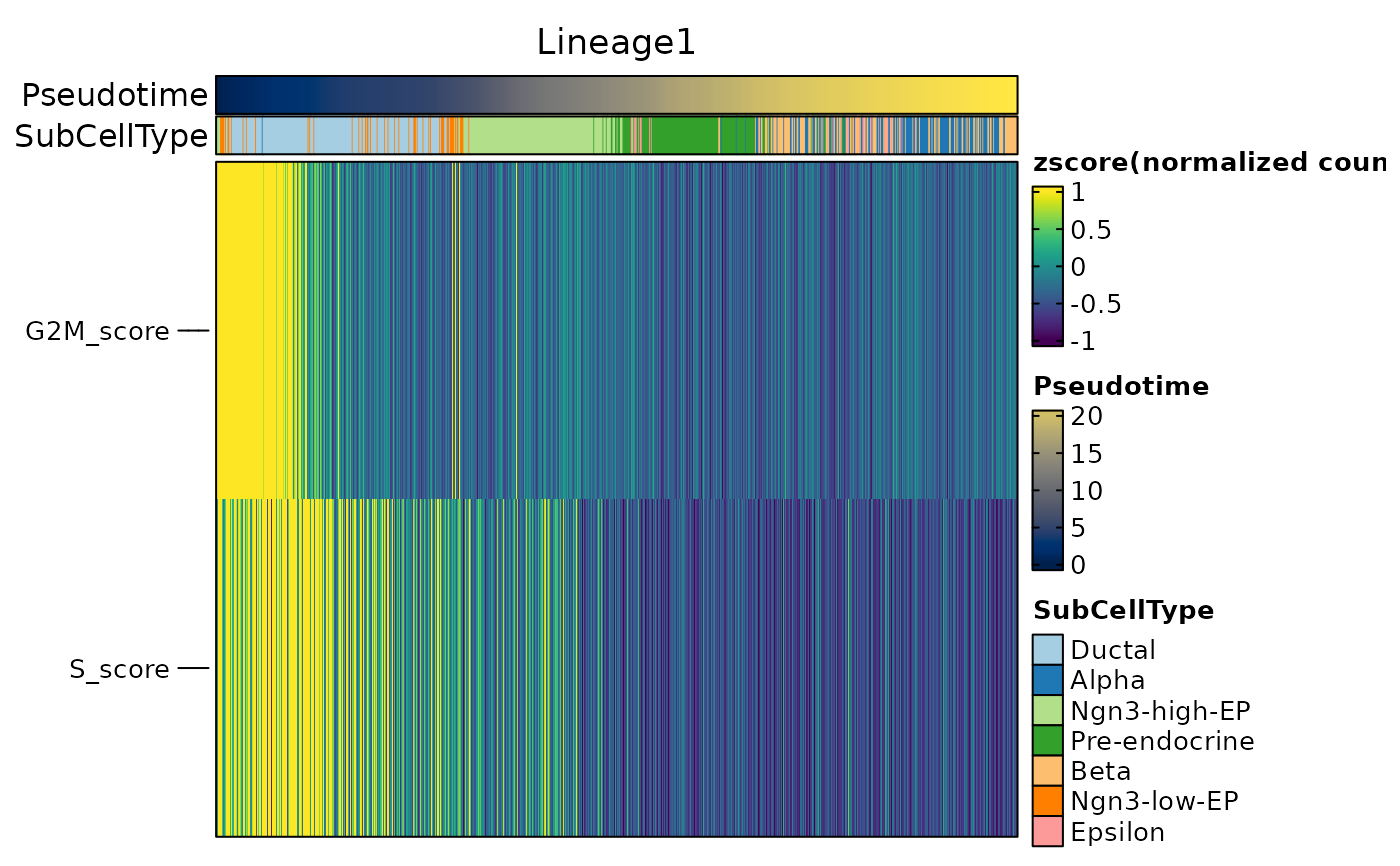 Lineage1
Pseudotime
SubCellType
G2M_score
S_score
zscore(normalized coun
1
0.5
0
-0.5
-1
Pseudotime
20
15
10
5
0
SubCellType
Ductal
Alpha
Ngn3-high-EP
Pre-endocrine
Beta
Ngn3-low-EP
Epsilon